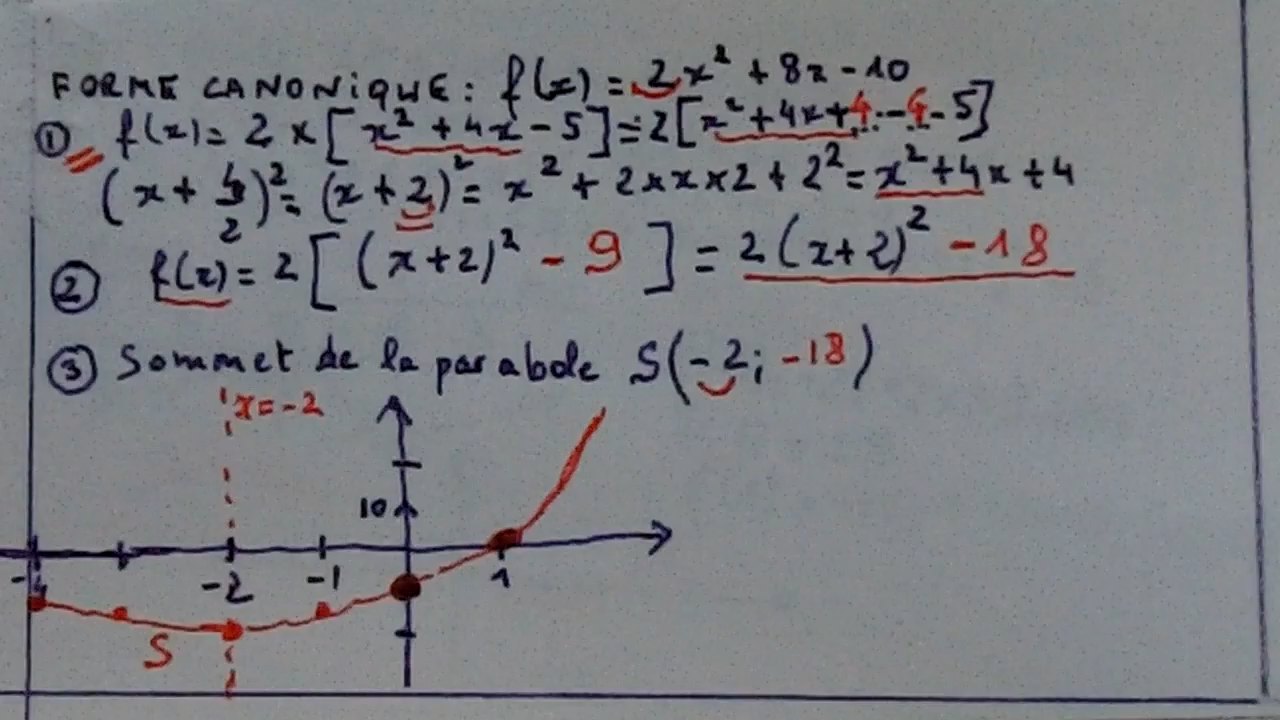 FORME CANONIQUE: f(x) = 2x² + 8x - 10
① f(x) = 2 × [x² + 4x - 5] = 2[x² + 4x + 4 - 4 - 5]
(x + 4/2)² = (x + 2)² = x² + 2×x×2 + 2² = x² + 4x + 4
② f(x) = 2[(x+2)² - 9] = 2(x+2)² - 18
③ Sommet de la parabole S(-2; -18)
x = -2
10
-4 -2 -1 1
S